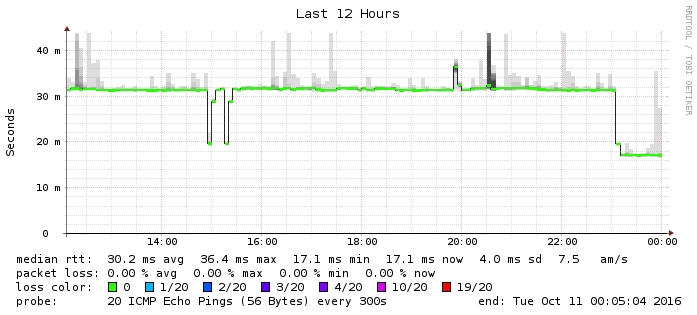 Last 12 Hours
RRDTOOL / TOBI OETIKER
Seconds
40 m
30 m
20 m
10 m
0
14:00 16:00 18:00 20:00 22:00 00:00
median rtt: 30.2 ms avg 36.4 ms max 17.1 ms min 17.1 ms now 4.0 ms sd 7.5 am/s
packet loss: 0.00 % avg 0.00 % max 0.00 % min 0.00 % now
loss color: 0 1/20 2/20 3/20 4/20 10/20 19/20
probe: 20 ICMP Echo Pings (56 Bytes) every 300s end: Tue Oct 11 00:05:04 2016